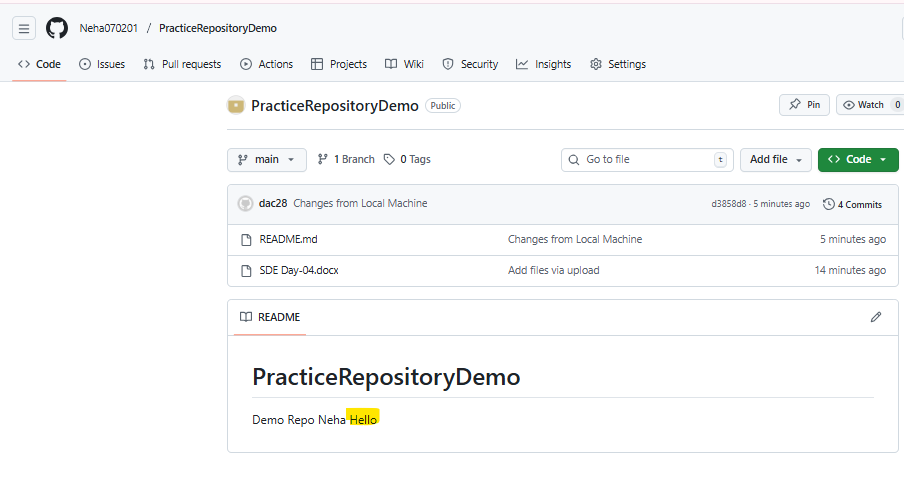 Neha070201 / PracticeRepositoryDemo
Code Issues Pull requests Actions Projects Wiki Security Insights Settings
PracticeRepositoryDemo Public Pin Watch 0
main 1 Branch 0 Tags Go to file t Add file Code
dac28 Changes from Local Machine d3858d8 · 5 minutes ago 4 Commits
README.md Changes from Local Machine 5 minutes ago
SDE Day-04.docx Add files via upload 14 minutes ago
README
PracticeRepositoryDemo
Demo Repo Neha Hello